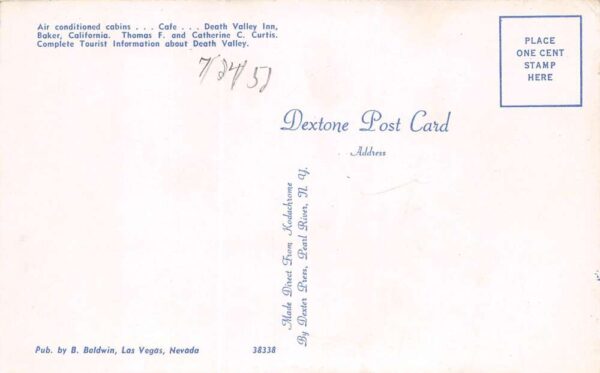 Air conditioned cabins . . . Cafe . . . Death Valley Inn,
Baker, California. Thomas F. and Catherine C. Curtis.
Complete Tourist Information about Death Valley.
7/24/52
PLACE
ONE CENT
STAMP
HERE
Dextone Post Card
Address
Made Direct From Kodachrome
By Dexter Press, Pearl River, N. Y.
Pub. by B. Baldwin, Las Vegas, Nevada
38338